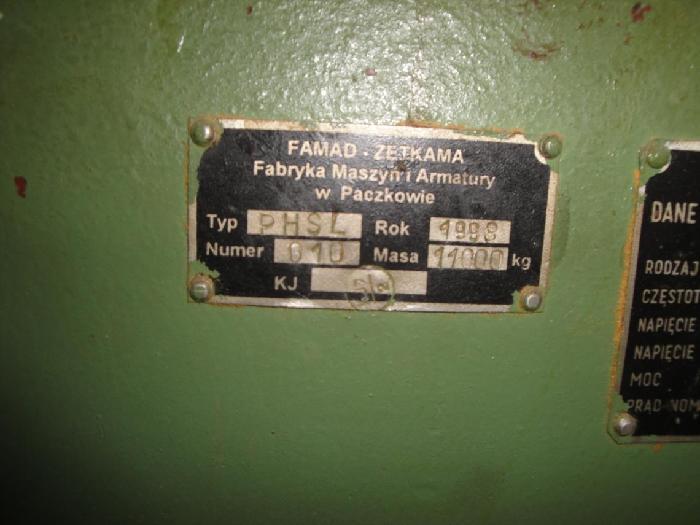 FAMAD - ZETKAMA
Fabryka Maszyn i Armatury
w Paczkowie
Typ PHSL Rok 1998
Numer 010 Masa 11000 kg
KJ
DANE
RODZAJ
CZĘSTOT
NAPIĘCIE
NAPIĘCIE
MOC
PRĄD-NOM